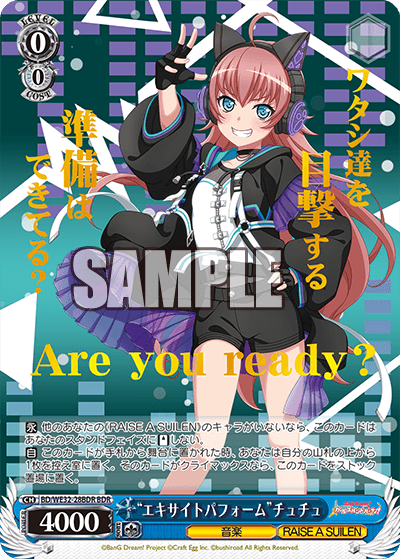 LEVEL
0
0
COST
ワタシ達を
目撃する
準備は
できてる?
SAMPLE
Are you ready?
永 他のあなたの《RAISE A SUILEN》のキャラがいないなら、このカードは
あなたのスタンドフェイズに しない。
自 このカードが手札から舞台に置かれた時、あなたは自分の山札の上から
1枚を控え室に置く。そのカードがクライマックスなら、このカードをストック
置場に置く。
CH BD/WE32-28BDR BDR
“エキサイトパフォーム”チュチュ
4000
音楽
RAISE A SUILEN
©BanG Dream! Project ©Craft Egg Inc. ©bushiroad All Rights Reserved.